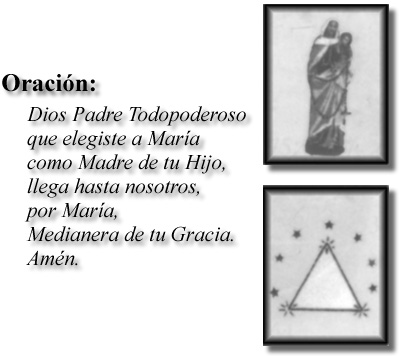 Oración:
Dios Padre Todopoderoso
que elegiste a María
como Madre de tu Hijo,
llega hasta nosotros,
por María,
Medianera de tu Gracia.
Amén.